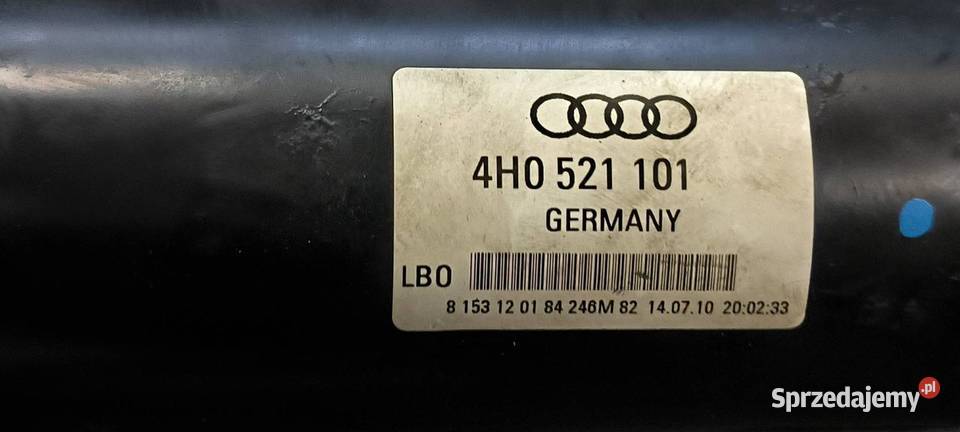 4H0 521 101
GERMANY
LBO
8 153 12 01 84 246M 82 14.07.10 20:02:33
Sprzedajemy.pl